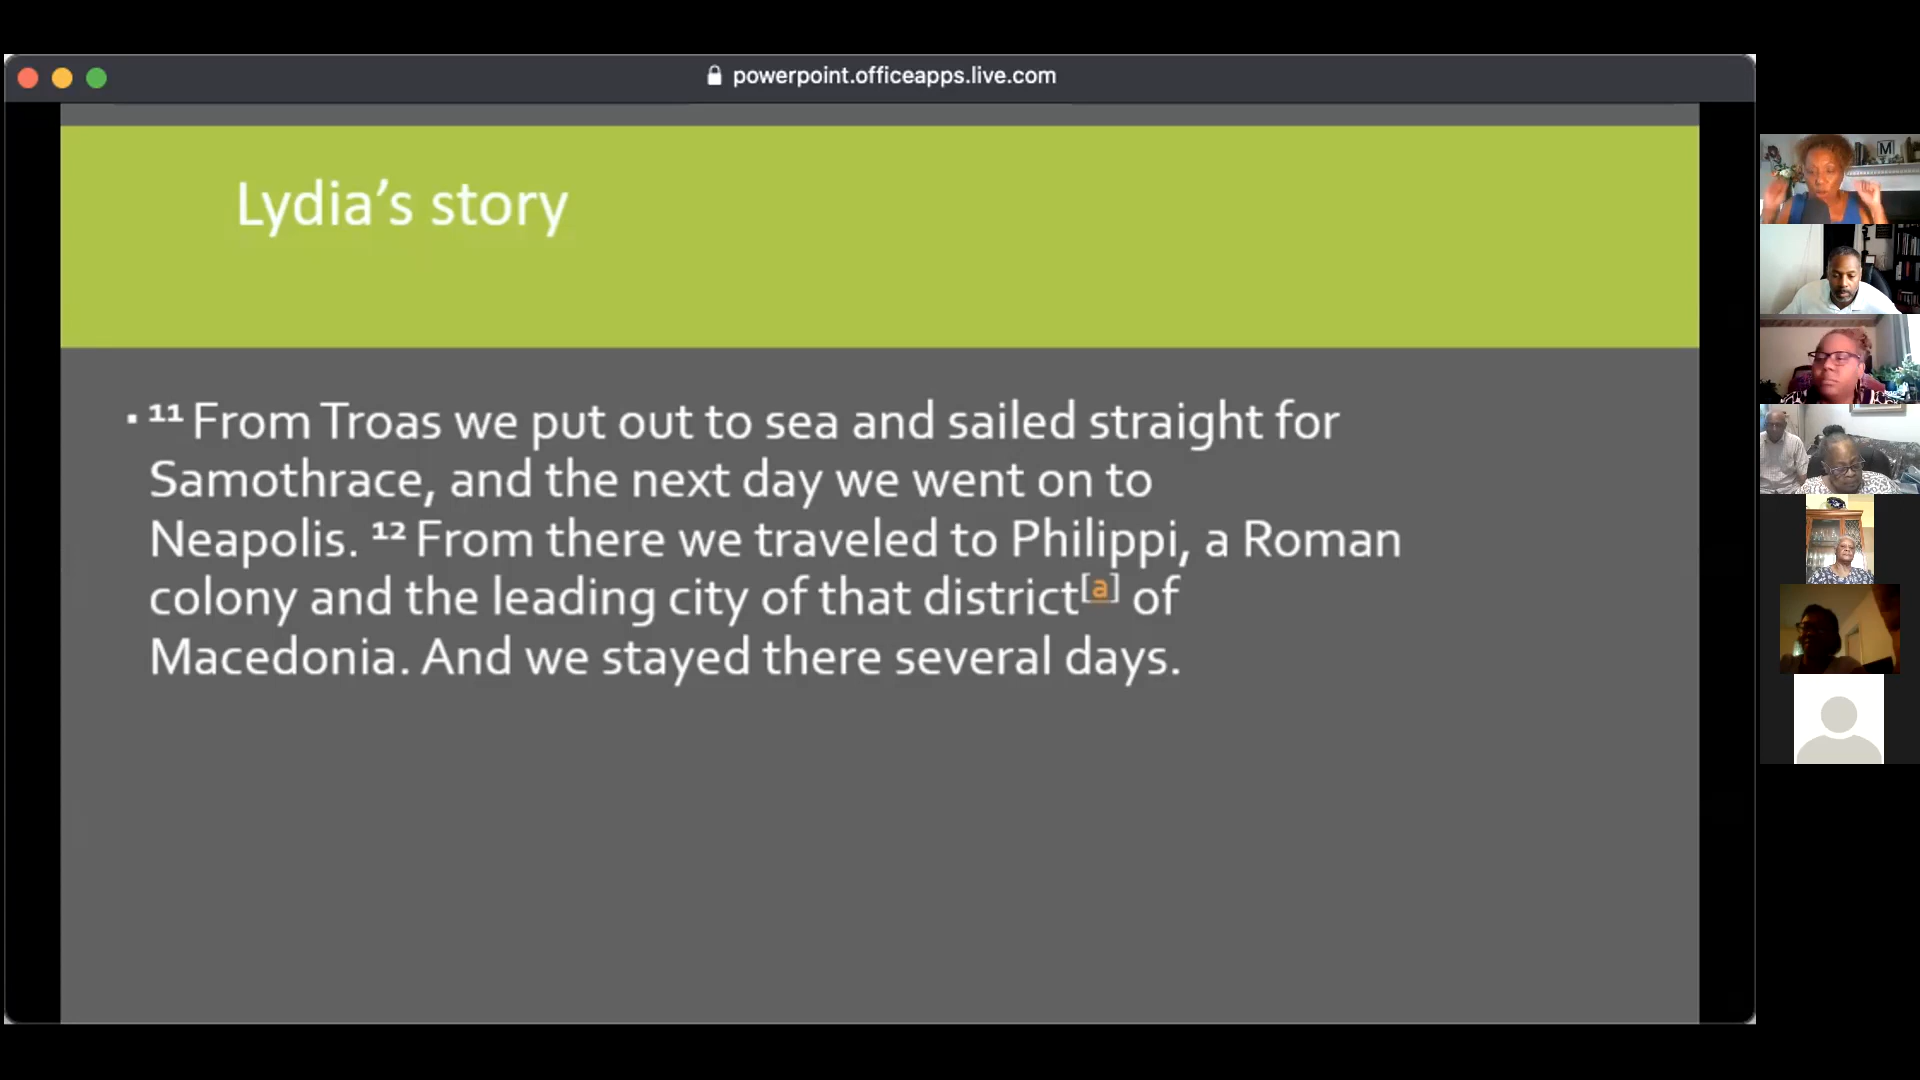 powerpoint.officeapps.live.com
Lydia’s story
▪ 11 From Troas we put out to sea and sailed straight for
Samothrace, and the next day we went on to
Neapolis. 12 From there we traveled to Philippi, a Roman
colony and the leading city of that district[a] of
Macedonia. And we stayed there several days.
M